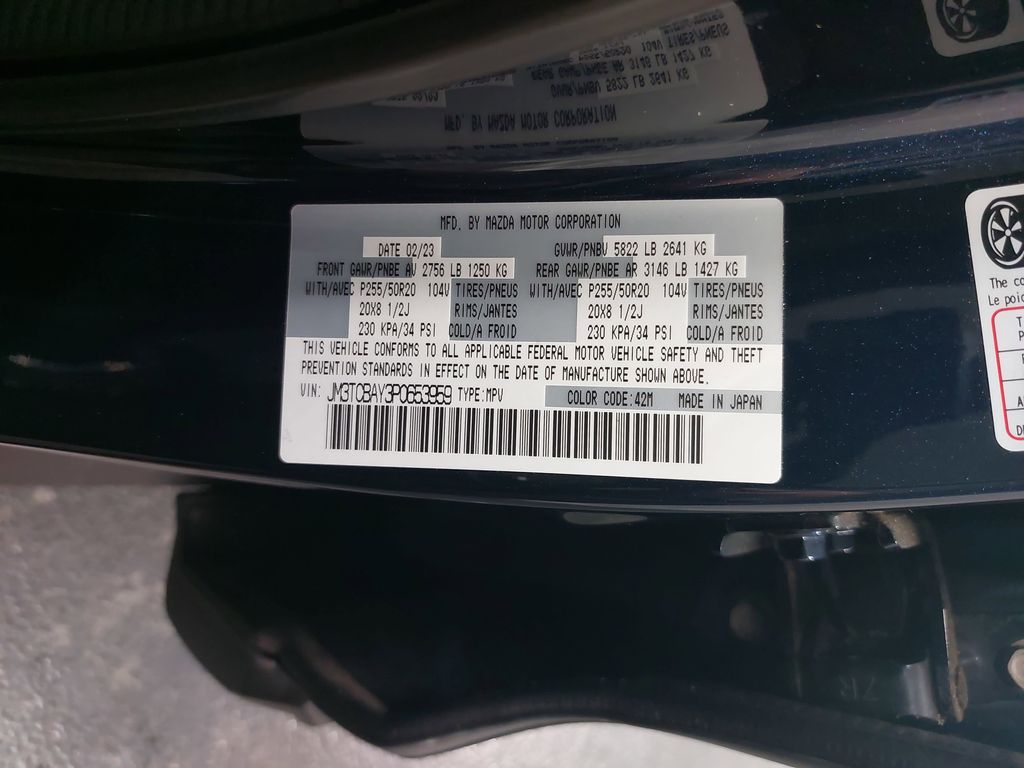 MFD. BY MAZDA MOTOR CORPORATION
DATE 02/23 GVWR/PNBV 5822 LB 2641 KG
FRONT GAWR/PNBE AV 2756 LB 1250 KG REAR GAWR/PNBE AR 3146 LB 1427 KG
WITH/AVEC P255/50R20 104V TIRES/PNEUS WITH/AVEC P255/50R20 104V TIRES/PNEUS
20X8 1/2J RIMS/JANTES 20X8 1/2J RIMS/JANTES
230 KPA/34 PSI COLD/A FROID 230 KPA/34 PSI COLD/A FROID
THIS VEHICLE CONFORMS TO ALL APPLICABLE FEDERAL MOTOR VEHICLE SAFETY AND THEFT
PREVENTION STANDARDS IN EFFECT ON THE DATE OF MANUFACTURE SHOWN ABOVE.
VIN: JM3TCBAY3P0653959 TYPE:MPV COLOR CODE:42M MADE IN JAPAN
The co
Le poi